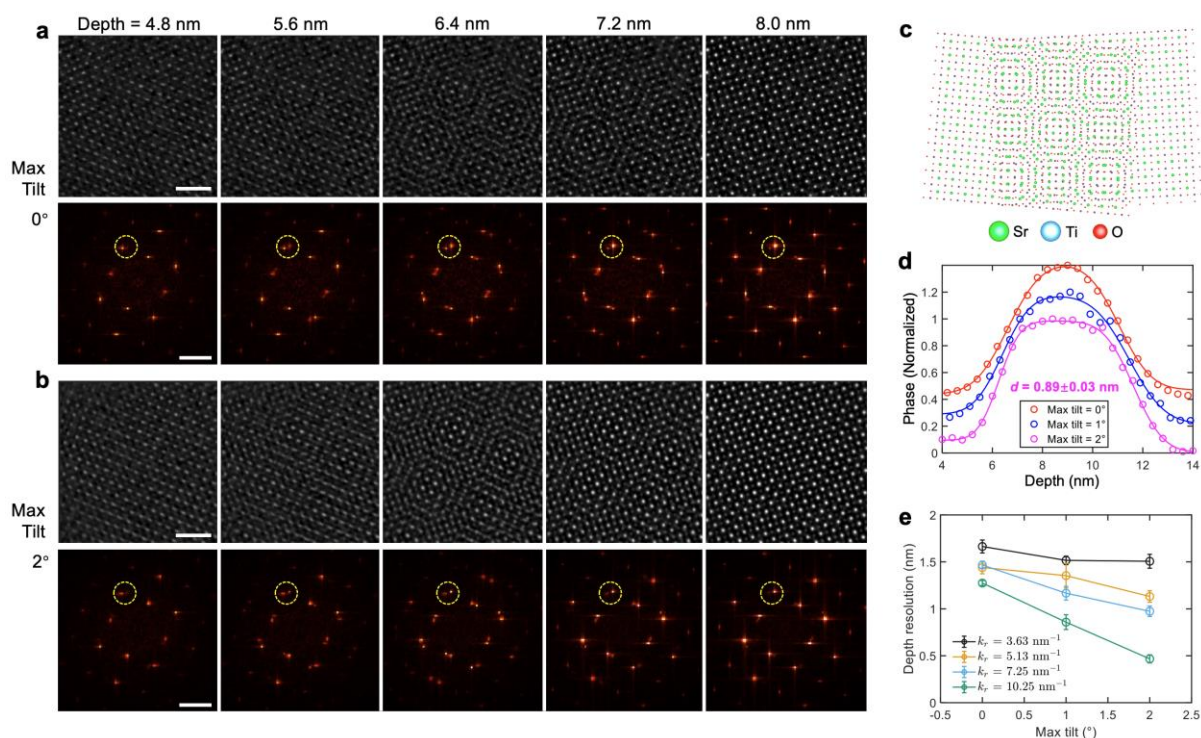 Depth = 4.8 nm 5.6 nm 6.4 nm 7.2 nm 8.0 nm
a
Max
Tilt
0°
b
Max
Tilt
2°
c
Sr Ti O
d
Phase (Normalized)
1.2
1
0.8
0.6
0.4
0.2
0
d = 0.89±0.03 nm
Max tilt = 0°
Max tilt = 1°
Max tilt = 2°
4 6 8 10 12 14
Depth (nm)
e
Depth resolution (nm)
2
1.5
1
0.5
0
kᵣ = 3.63 nm⁻¹
kᵣ = 5.13 nm⁻¹
kᵣ = 7.25 nm⁻¹
kᵣ = 10.25 nm⁻¹
-0.5 0 0.5 1 1.5 2 2.5
Max tilt (°)